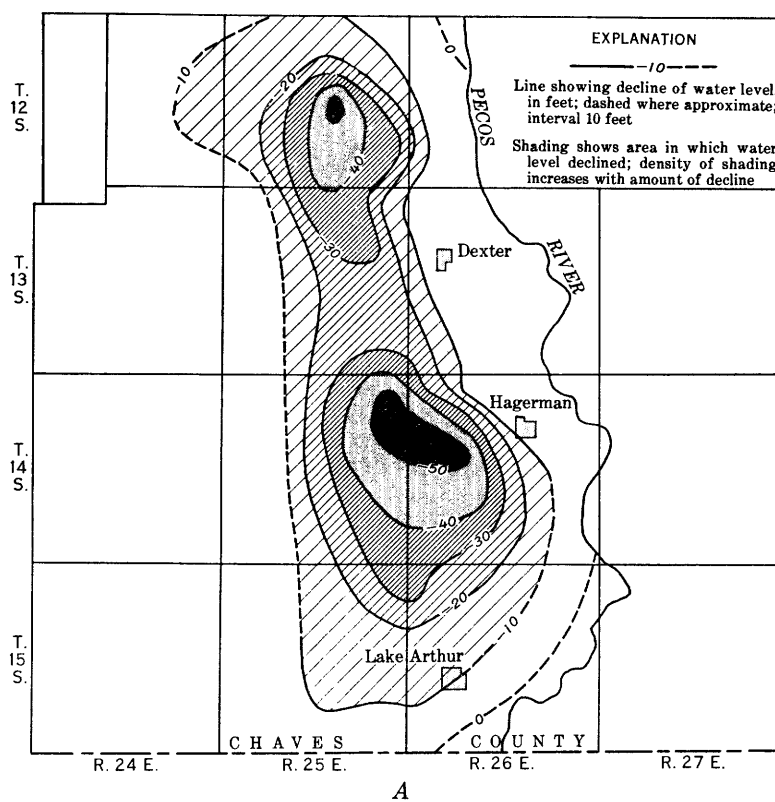 EXPLANATION
—10—
Line showing decline of water level
in feet; dashed where approximate;
interval 10 feet
Shading shows area in which water
level declined; density of shading
increases with amount of decline
T.
12
S.
T.
13
S.
T.
14
S.
T.
15
S.
-10
-20
-0
-40
-30
PECOS
RIVER
Dexter
Hagerman
-50
-40
-30
-20
-10
Lake Arthur
0
CHAVES COUNTY
R. 24 E. R. 25 E. R. 26 E. R. 27 E.
A